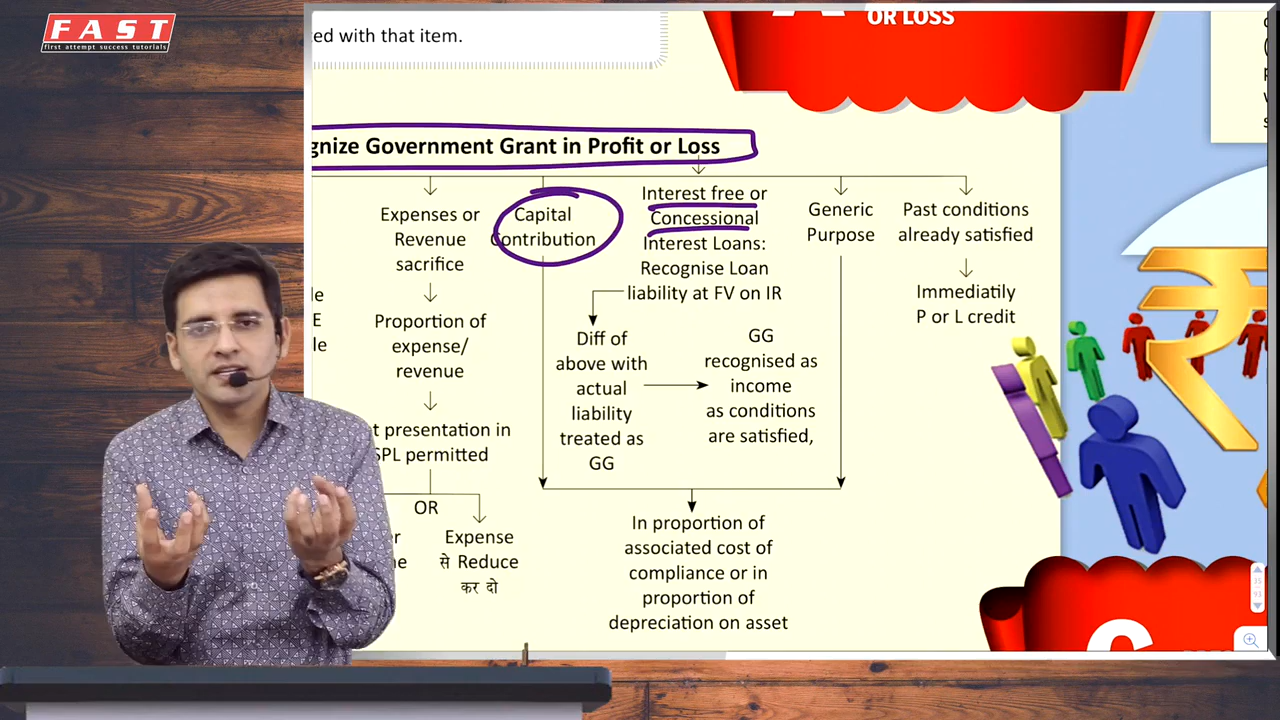 FAST
first attempt success tutorials
OR LOSS
ed with that item.
gnize Government Grant in Profit or Loss
Expenses or
Revenue
sacrifice
Proportion of
expense/
revenue
t presentation in
SPL permitted
OR
Expense
से Reduce
कर दो
Capital
Contribution
Interest free or
Concessional
Interest Loans:
Recognise Loan
liability at FV on IR
Diff of
above with
actual
liability
treated as
GG
GG
recognised as
income
as conditions
are satisfied,
Generic
Purpose
In proportion of
associated cost of
compliance or in
proportion of
depreciation on asset
Past conditions
already satisfied
Immediatily
P or L credit